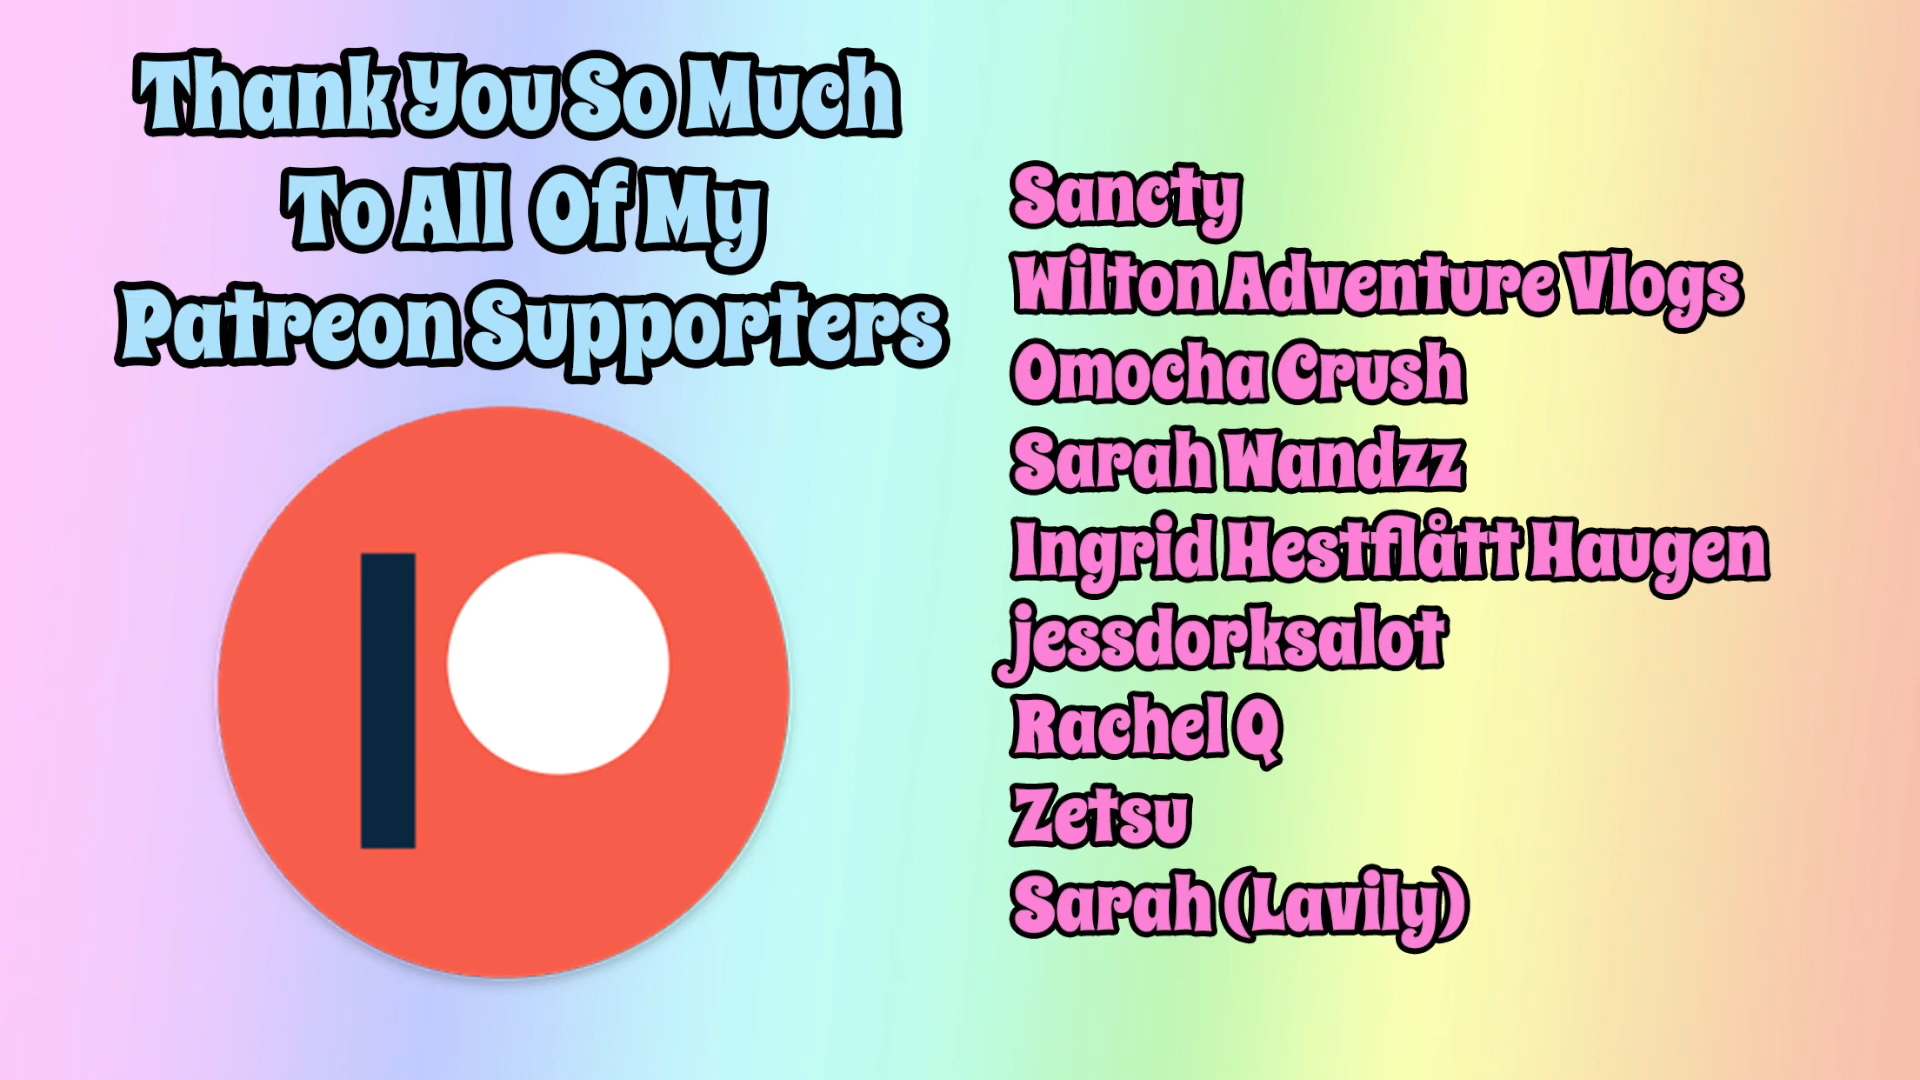 Thank You So Much
To All Of My
Patreon Supporters
Sancty
Wilton Adventure Vlogs
Omocha Crush
Sarah Wandzz
Ingrid Hestflått Haugen
jessdorksalot
Rachel Q
Zetsu
Sarah (Lavily)